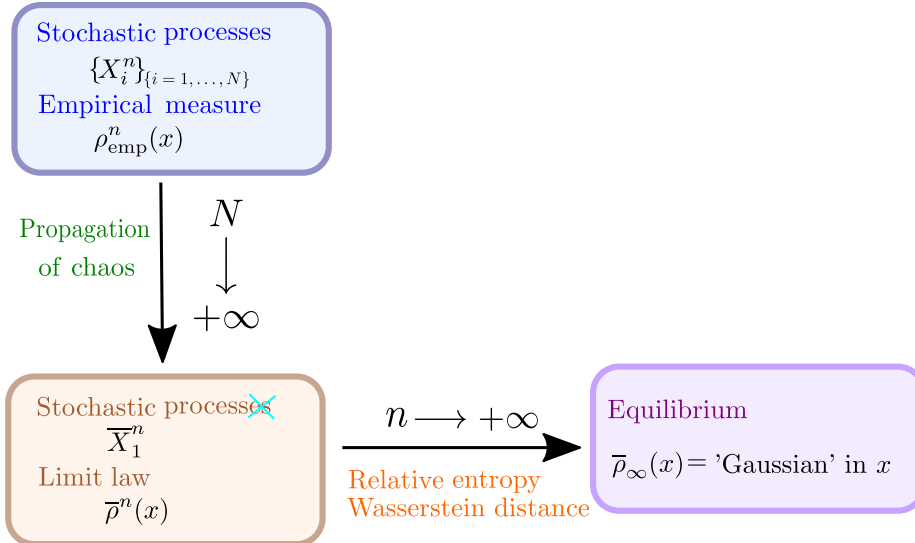 Stochastic processes
{X_i^n}_{i = 1, …, N}
Empirical measure
ρ_emp^n(x)
Propagation
of chaos
N
↓
+∞
Stochastic processes
X̅_1^n
Limit law
ρ̅^n(x)
n ⟶ +∞
Relative entropy
Wasserstein distance
Equilibrium
ρ̅_∞(x) = 'Gaussian' in x